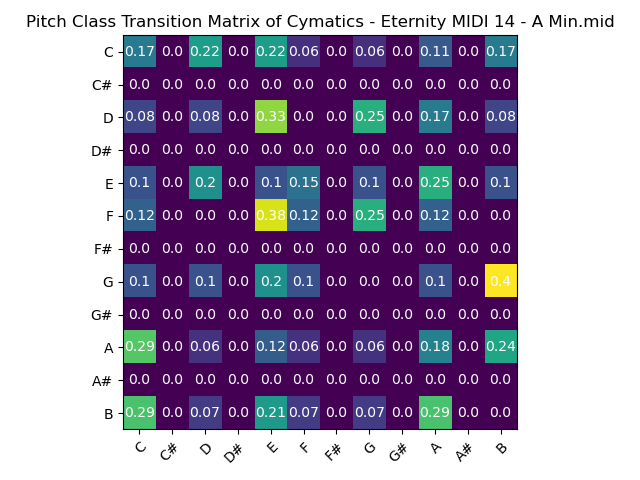 Pitch Class Transition Matrix of Cymatics - Eternity MIDI 14 - A Min.mid
C 0.17 0.0 0.22 0.0 0.22 0.06 0.0 0.06 0.0 0.11 0.0 0.17
C# 0.0 0.0 0.0 0.0 0.0 0.0 0.0 0.0 0.0 0.0 0.0 0.0
D 0.08 0.0 0.08 0.0 0.33 0.0 0.0 0.25 0.0 0.17 0.0 0.08
D# 0.0 0.0 0.0 0.0 0.0 0.0 0.0 0.0 0.0 0.0 0.0 0.0
E 0.1 0.0 0.2 0.0 0.1 0.15 0.0 0.1 0.0 0.25 0.0 0.1
F 0.12 0.0 0.0 0.0 0.38 0.12 0.0 0.25 0.0 0.12 0.0 0.0
F# 0.0 0.0 0.0 0.0 0.0 0.0 0.0 0.0 0.0 0.0 0.0 0.0
G 0.1 0.0 0.1 0.0 0.2 0.1 0.0 0.0 0.0 0.1 0.0 0.4
G# 0.0 0.0 0.0 0.0 0.0 0.0 0.0 0.0 0.0 0.0 0.0 0.0
A 0.29 0.0 0.06 0.0 0.12 0.06 0.0 0.06 0.0 0.18 0.0 0.24
A# 0.0 0.0 0.0 0.0 0.0 0.0 0.0 0.0 0.0 0.0 0.0 0.0
B 0.29 0.0 0.07 0.0 0.21 0.07 0.0 0.07 0.0 0.29 0.0 0.0
C C# D D# E F F# G G# A A# B